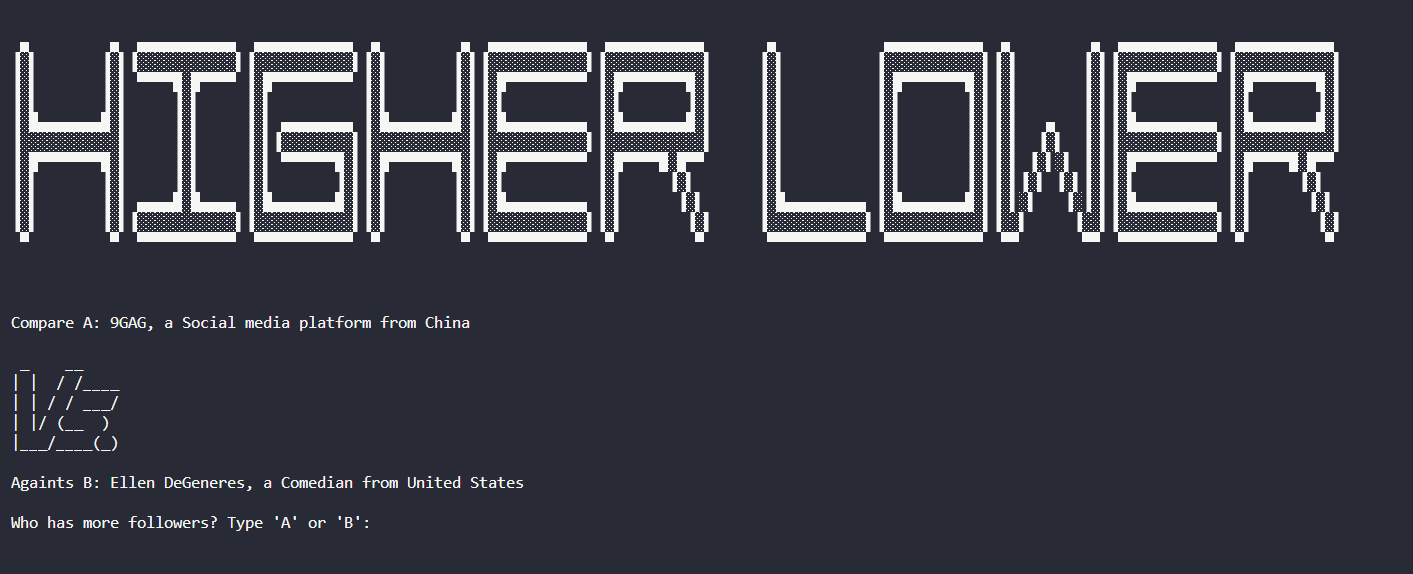 HIGHER LOWER
Compare A: 9GAG, a Social media platform from China
Vs.
Againts B: Ellen DeGeneres, a Comedian from United States
Who has more followers? Type 'A' or 'B':